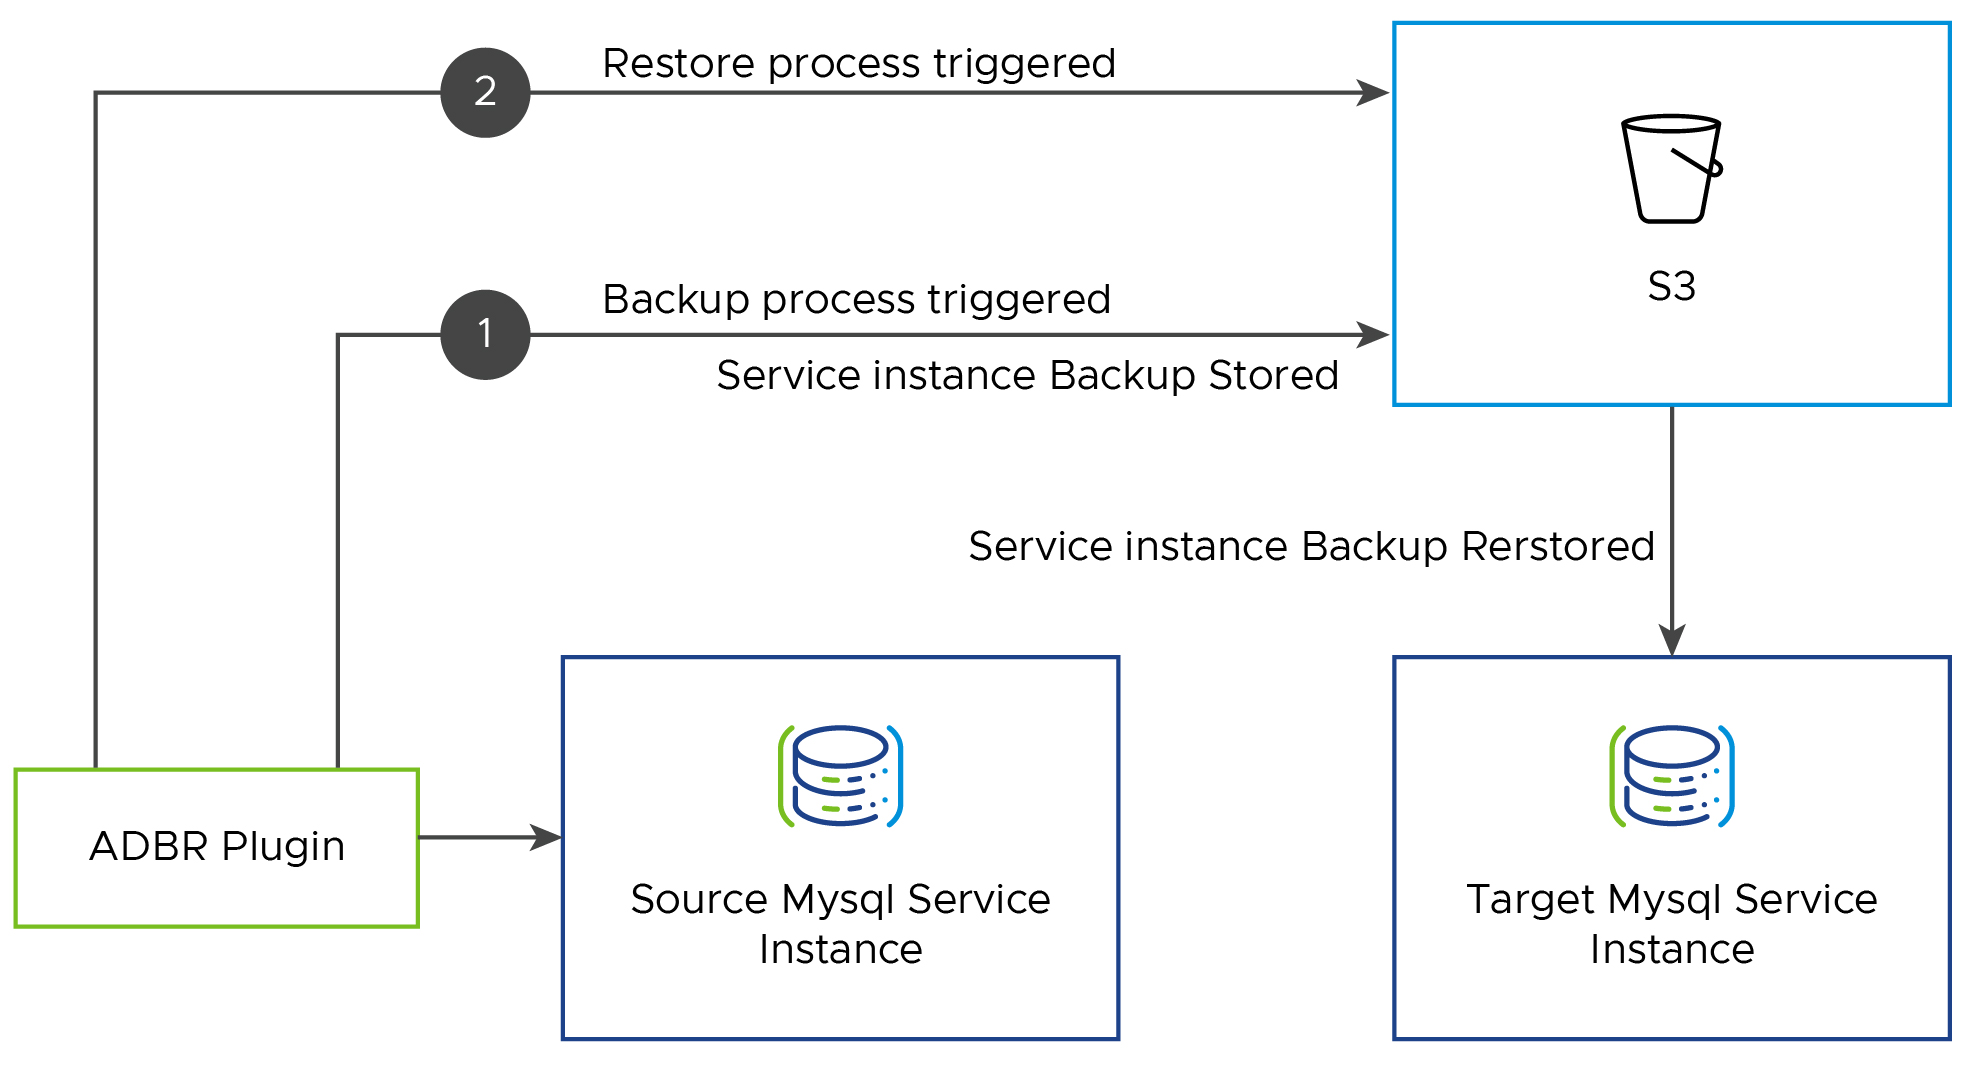 2
Restore process triggered
S3
1
Backup process triggered
Service instance Backup Stored
Service instance Backup Rerstored
ADBR Plugin
Source Mysql Service
Instance
Target Mysql Service
Instance